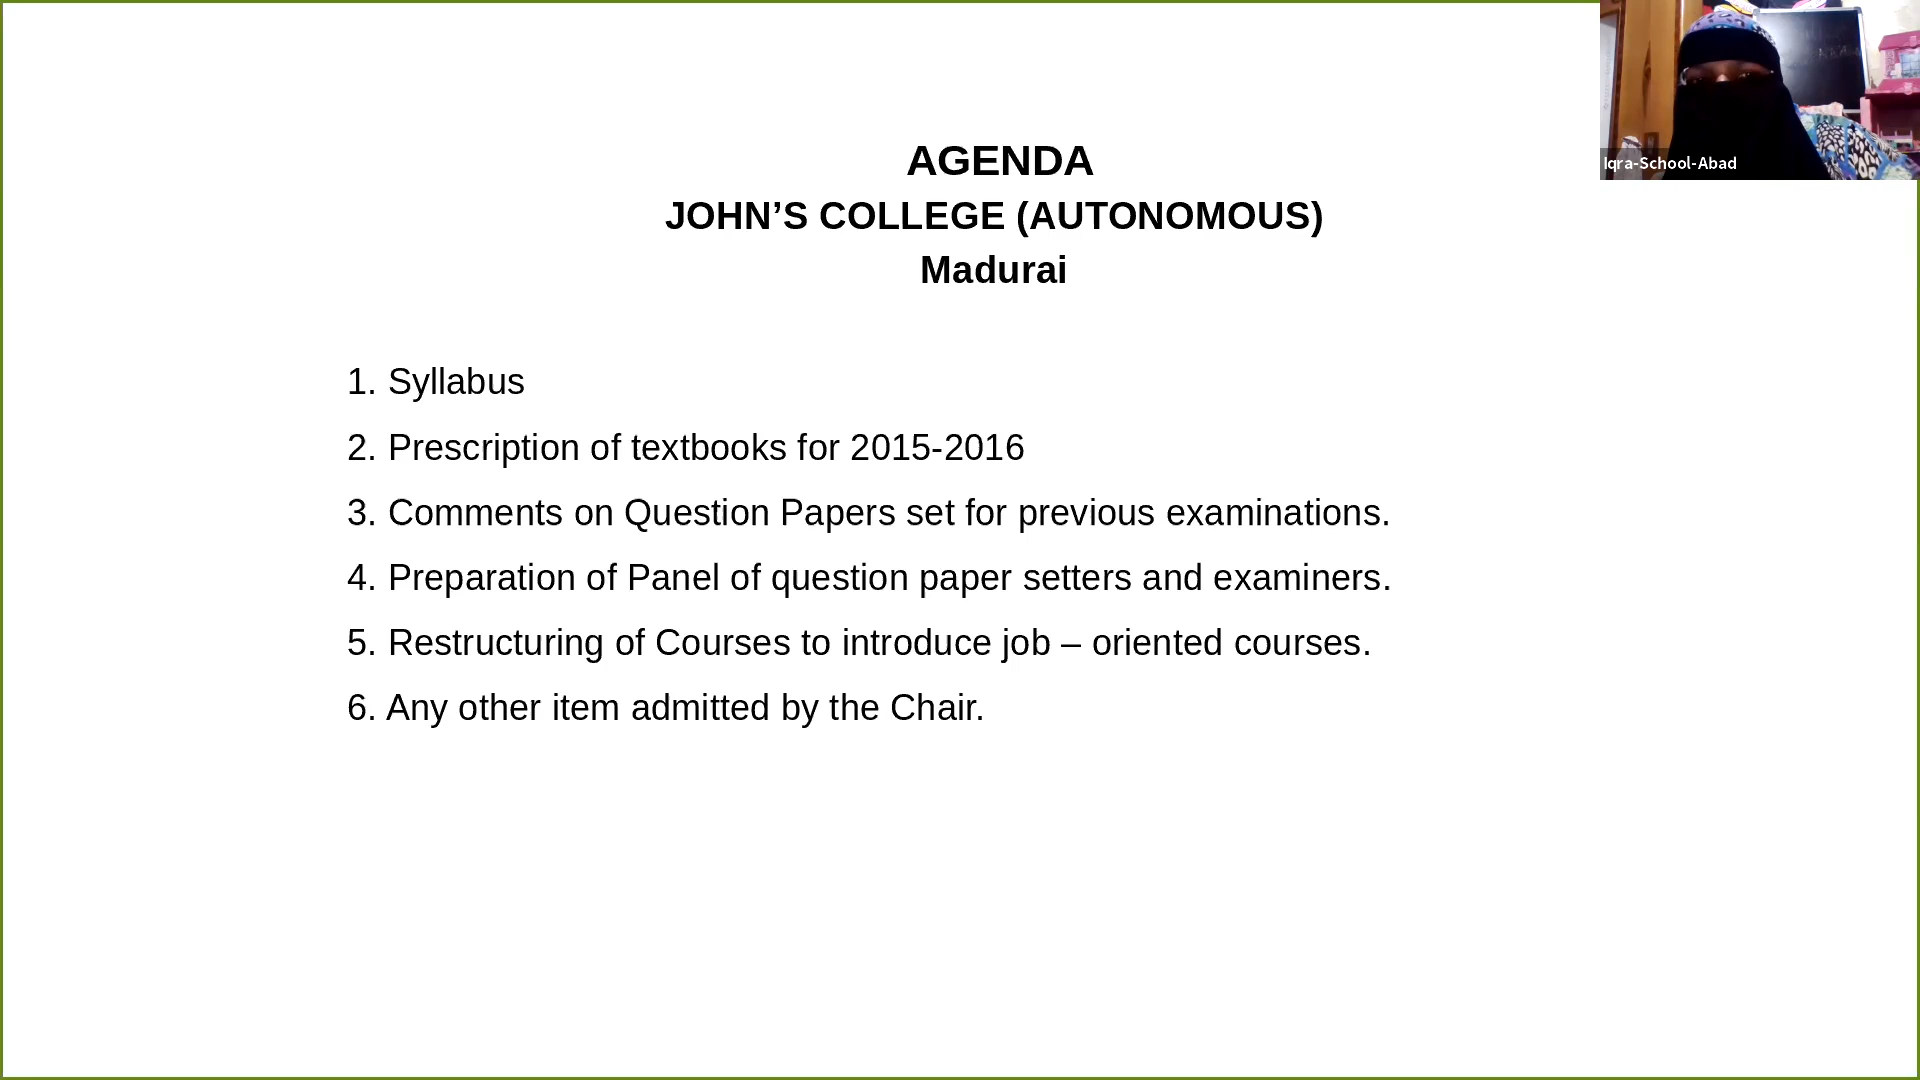 AGENDA
JOHN’S COLLEGE (AUTONOMOUS)
Madurai
1. Syllabus
2. Prescription of textbooks for 2015-2016
3. Comments on Question Papers set for previous examinations.
4. Preparation of Panel of question paper setters and examiners.
5. Restructuring of Courses to introduce job – oriented courses.
6. Any other item admitted by the Chair.
Iqra-School-Abad